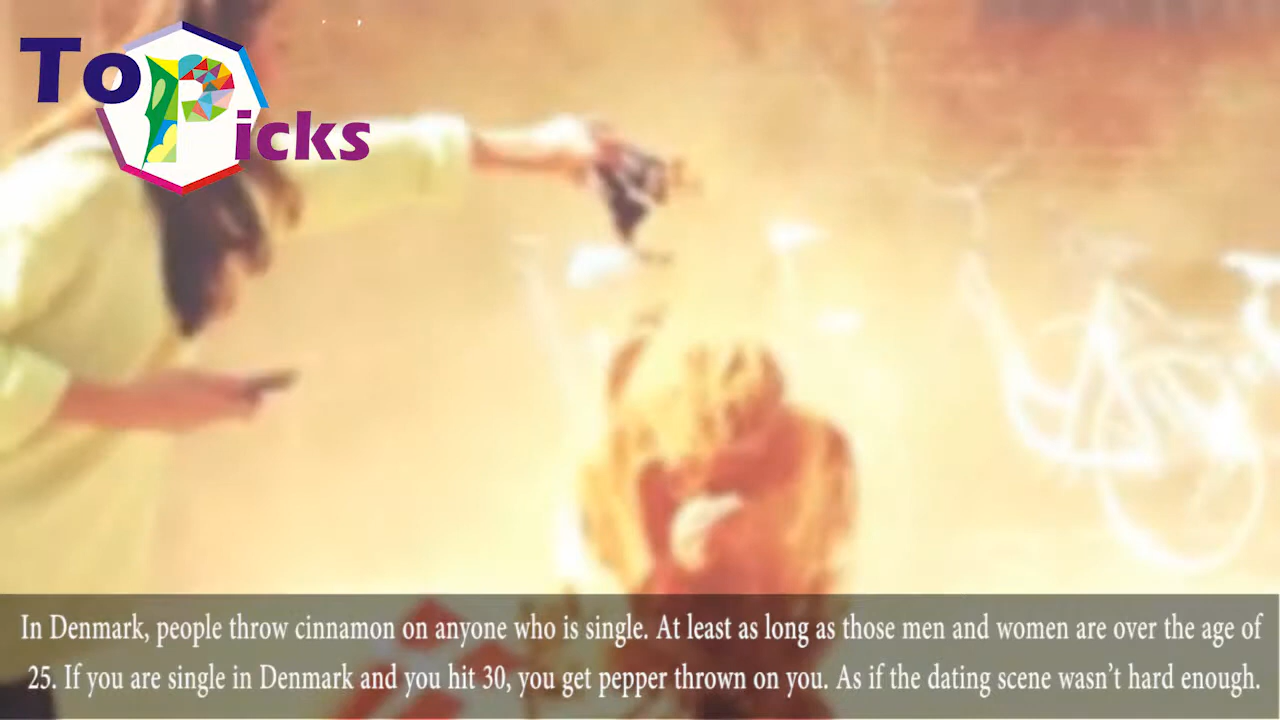 To Picks
In Denmark, people throw cinnamon on anyone who is single. At least as long as those men and women are over the age of
25. If you are single in Denmark and you hit 30, you get pepper thrown on you. As if the dating scene wasn’t hard enough.